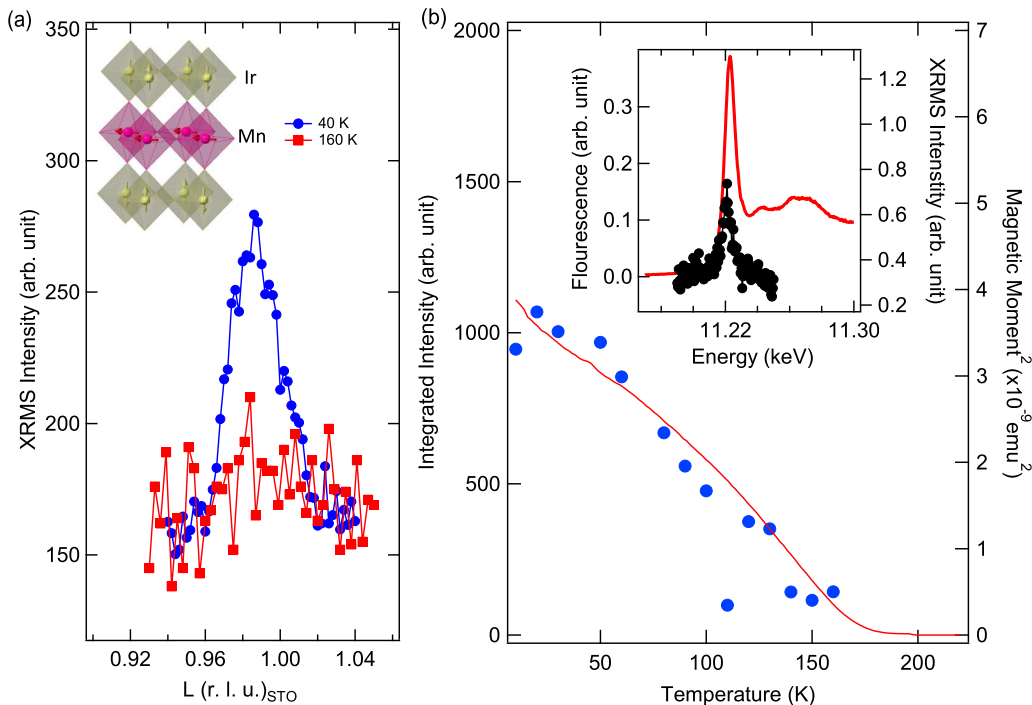 (a)
350
300
250
200
150
XRMS Intensity (arb. unit)
Ir
Mn
40 K
160 K
0.92
0.96
1.00
1.04
L (r. l. u.)STO
(b)
2000
1500
1000
500
0
Integrated Intensity (arb. unit)
50
100
150
200
Temperature (K)
7
6
5
4
3
2
1
0
Magnetic Moment2 (x10-9 emu2)
0.3
0.2
0.1
0.0
Flourescence (arb. unit)
1.2
1.0
0.8
0.6
0.4
0.2
XRMS Intenstity (arb. unit)
11.22
11.30
Energy (keV)